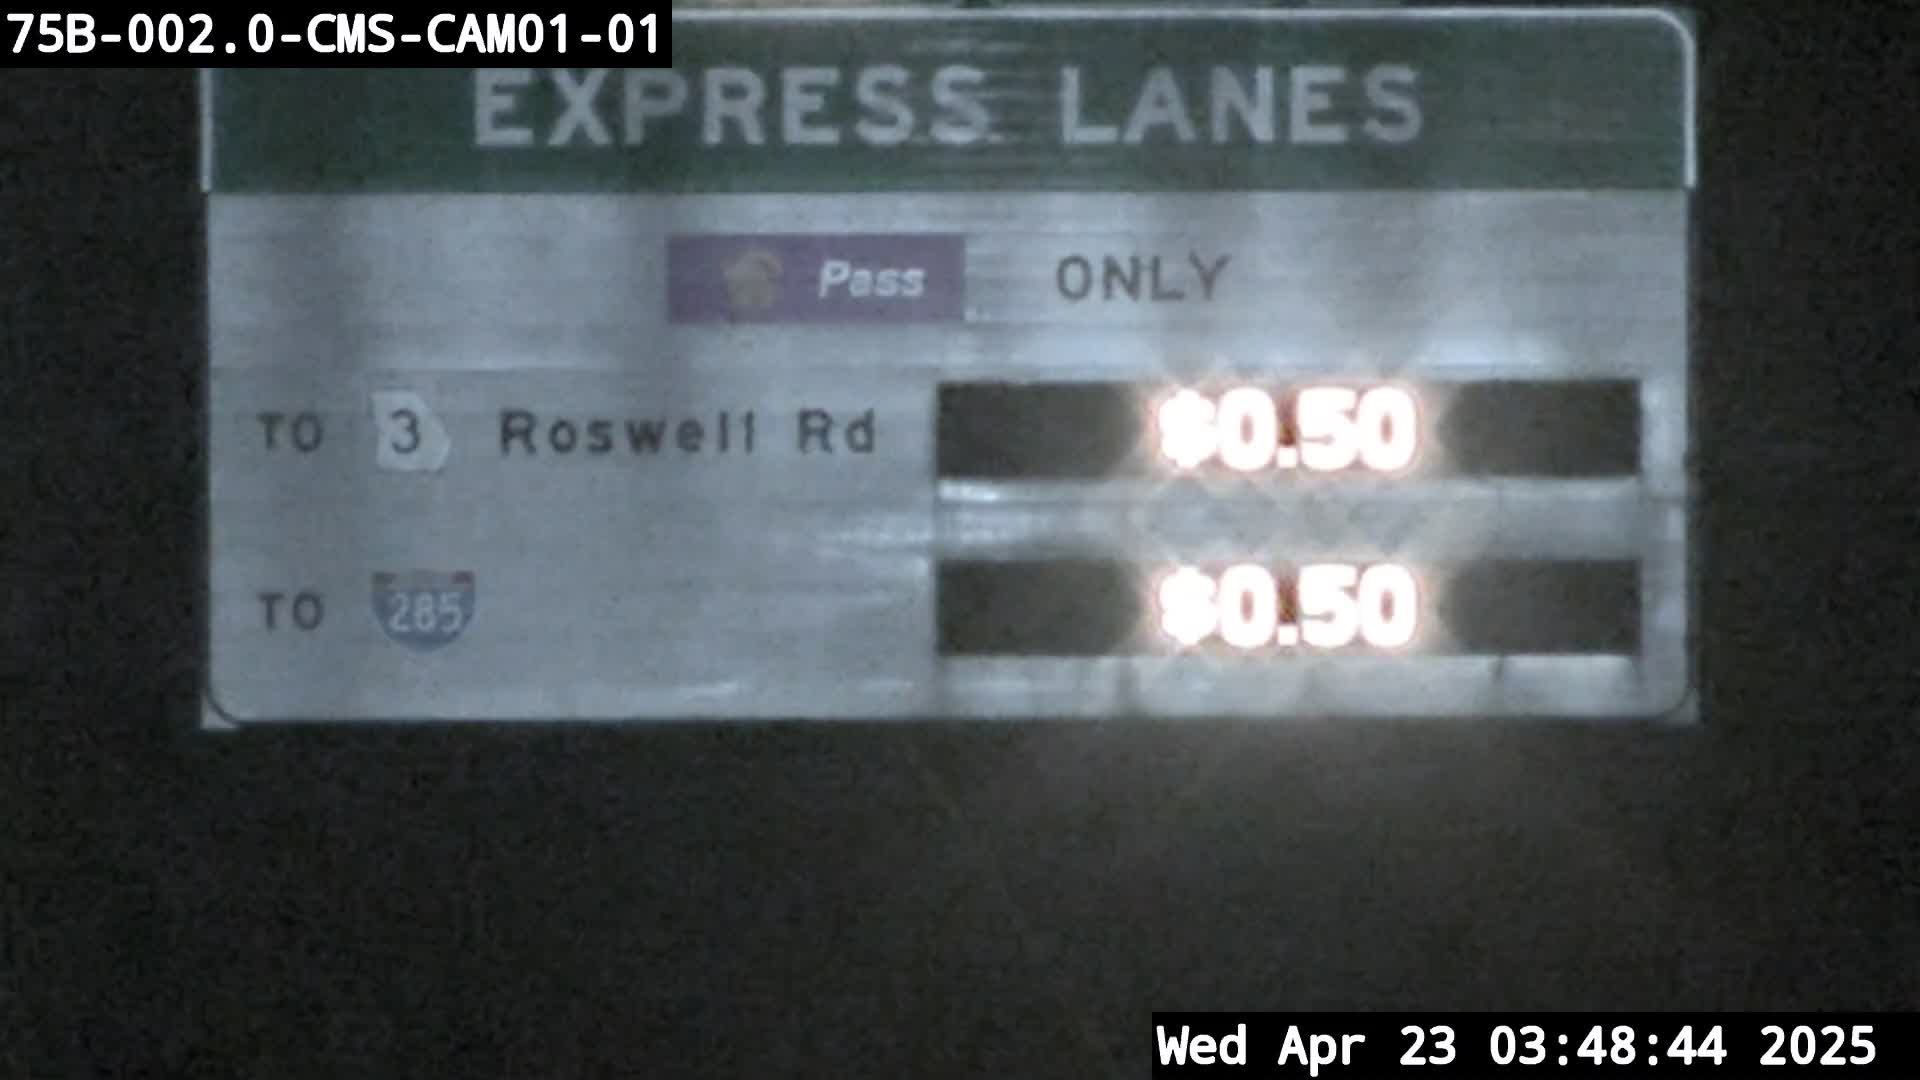 75B-002.0-CMS-CAM01-01
EXPRESS LANES
Pass ONLY
TO 3 Roswell Rd $0.50
TO 285 $0.50
Wed Apr 23 03:48:44 2025